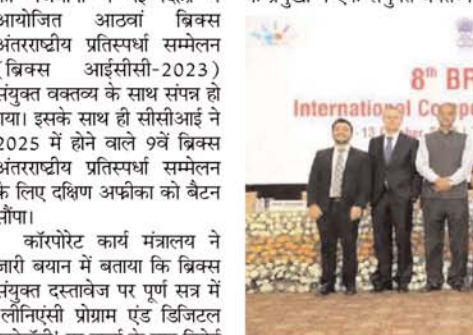 आयोजित आठवां ब्रिक्स
अंतरराष्ट्रीय प्रतिस्पर्धा सम्मेलन
(ब्रिक्स आईसीसी-2023)
संयुक्त वक्तव्य के साथ संपन्न हो
गया। इसके साथ ही सीसीआई ने
2025 में होने वाले 9वें ब्रिक्स
अंतरराष्ट्रीय प्रतिस्पर्धा सम्मेलन
के लिए दक्षिण अफ्रीका को बैटन
सौंपा।
कॉरपोरेट कार्य मंत्रालय ने
जारी बयान में बताया कि ब्रिक्स
संयुक्त दस्तावेज पर पूर्ण सत्र में
लीनिएंसी प्रोग्राम एंड डिजिटल
8th BR
International Comp